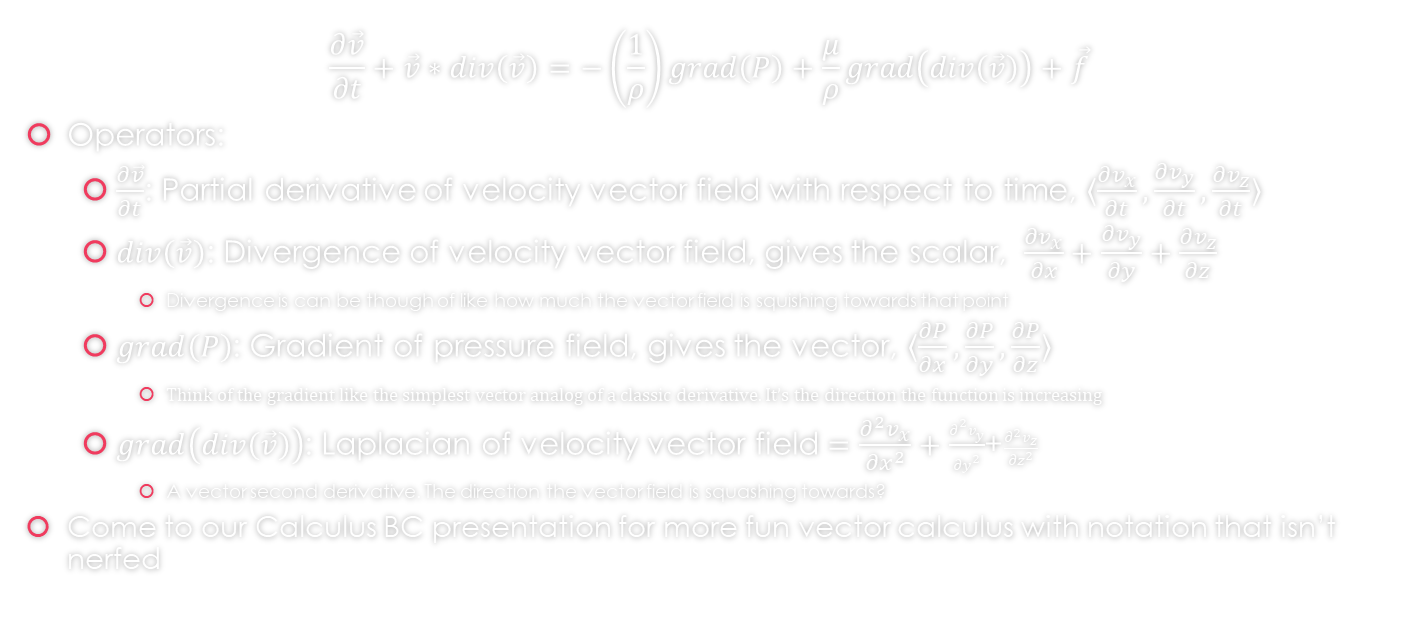 ∂v⃗/∂t + v⃗ * div(v⃗) = −(1/ρ) grad(P) + μ/ρ grad(div(v⃗)) + f⃗
Operators:
∂v⃗/∂t: Partial derivative of velocity vector field with respect to time, ⟨∂vₓ/∂t, ∂v_y/∂t, ∂v_z/∂t⟩
div(v⃗): Divergence of velocity vector field, gives the scalar, ∂vₓ/∂x + ∂v_y/∂y + ∂v_z/∂z
Divergence is can be though of like how much the vector field is squishing towards that point
grad(P): Gradient of pressure field, gives the vector, ⟨∂P/∂x, ∂P/∂y, ∂P/∂z⟩
Think of the gradient like the simplest vector analog of a classic derivative. It's the direction the function is increasing
grad(div(v⃗)): Laplacian of velocity vector field = ∂²vₓ/∂x² + ∂²v_y/∂y² + ∂²v_z/∂z²
A vector second derivative. The direction the vector field is squashing towards?
Come to our Calculus BC presentation for more fun vector calculus with notation that isn't
nerfed